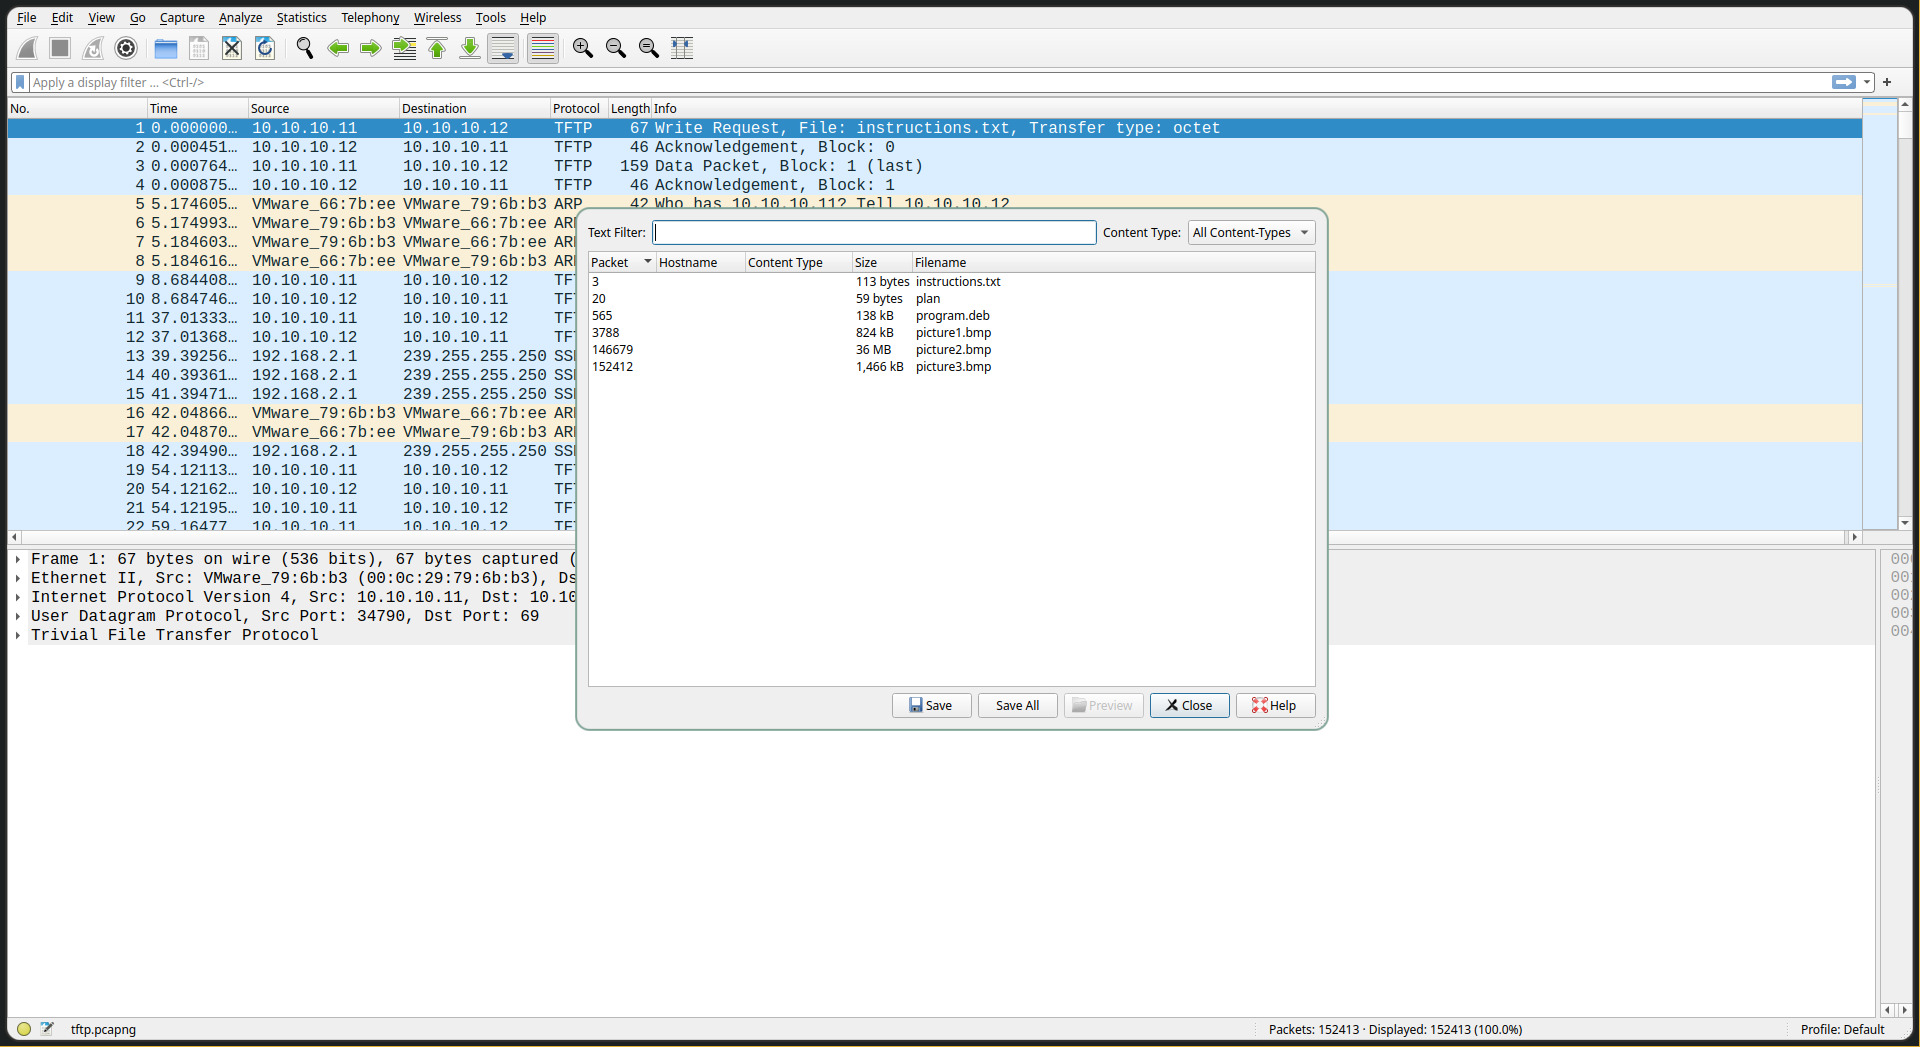 File Edit View Go Capture Analyze Statistics Telephony Wireless Tools Help
Apply a display filter ... <Ctrl-/>
No. Time Source Destination Protocol Length Info
1 0.000000… 10.10.10.11 10.10.10.12 TFTP 67 Write Request, File: instructions.txt, Transfer type: octet
2 0.000451… 10.10.10.12 10.10.10.11 TFTP 46 Acknowledgement, Block: 0
3 0.000764… 10.10.10.11 10.10.10.12 TFTP 159 Data Packet, Block: 1 (last)
4 0.000875… 10.10.10.12 10.10.10.11 TFTP 46 Acknowledgement, Block: 1
5 5.174605… VMware_66:7b:ee VMware_79:6b:b3 ARP 42 Who has 10.10.10.11? Tell 10.10.10.12
6 5.174993… VMware_79:6b:b3 VMware_66:7b:ee AR
7 5.184603… VMware_79:6b:b3 VMware_66:7b:ee AR
8 5.184616… VMware_66:7b:ee VMware_79:6b:b3 AR
9 8.684408… 10.10.10.11 10.10.10.12 TF
10 8.684746… 10.10.10.12 10.10.10.11 TF
11 37.01333… 10.10.10.11 10.10.10.12 TF
12 37.01368… 10.10.10.12 10.10.10.11 TF
13 39.39256… 192.168.2.1 239.255.255.250 SS
14 40.39361… 192.168.2.1 239.255.255.250 SS
15 41.39471… 192.168.2.1 239.255.255.250 SS
16 42.04866… VMware_79:6b:b3 VMware_66:7b:ee AR
17 42.04870… VMware_66:7b:ee VMware_79:6b:b3 AR
18 42.39490… 192.168.2.1 239.255.255.250 SS
19 54.12113… 10.10.10.11 10.10.10.12 TF
20 54.12162… 10.10.10.12 10.10.10.11 TF
21 54.12195… 10.10.10.11 10.10.10.12 TF
22 59.16477 10.10.10.11 10.10.10.12 TF
Text Filter: Content Type: All Content-Types
Packet Hostname Content Type Size Filename
3 113 bytes instructions.txt
20 59 bytes plan
565 138 kB program.deb
3788 824 kB picture1.bmp
146679 36 MB picture2.bmp
152412 1,466 kB picture3.bmp
Save Save All Preview Close Help
Frame 1: 67 bytes on wire (536 bits), 67 bytes captured (
Ethernet II, Src: VMware_79:6b:b3 (00:0c:29:79:6b:b3), Ds
Internet Protocol Version 4, Src: 10.10.10.11, Dst: 10.10
User Datagram Protocol, Src Port: 34790, Dst Port: 69
Trivial File Transfer Protocol
tftp.pcapng Packets: 152413 · Displayed: 152413 (100.0%) Profile: Default